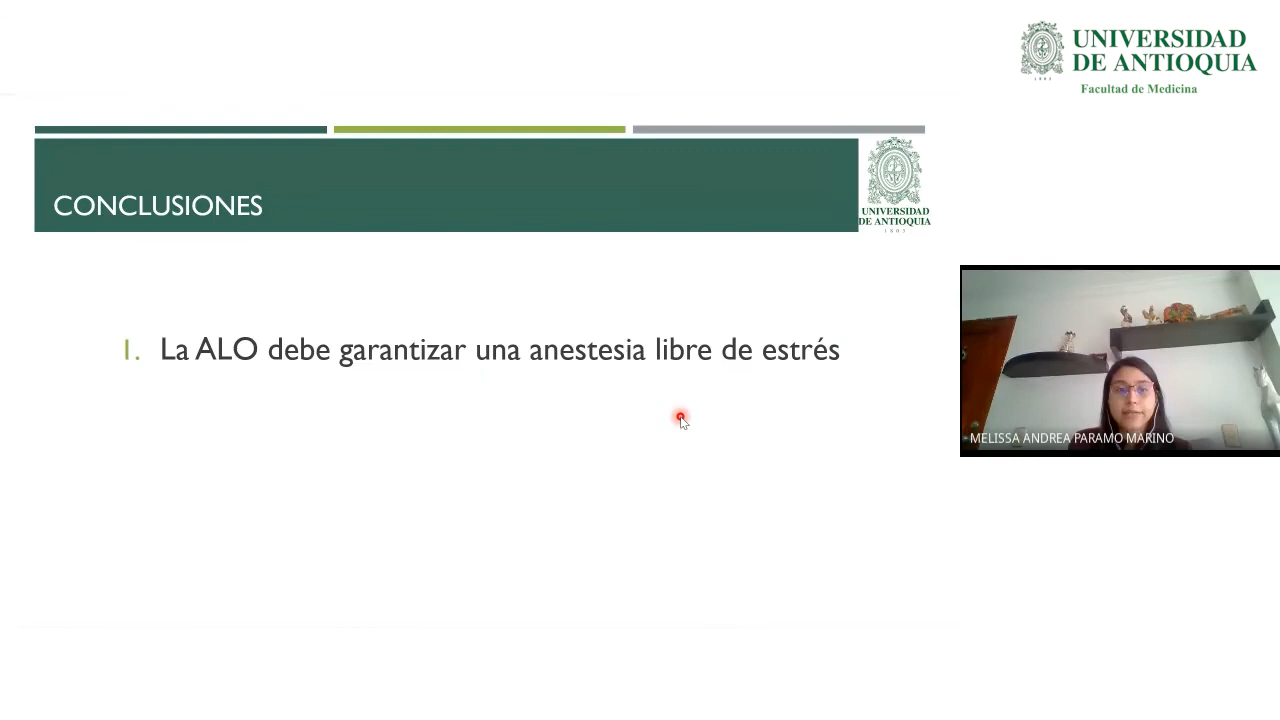 UNIVERSIDAD
DE ANTIOQUIA
1803
Facultad de Medicina
CONCLUSIONES
UNIVERSIDAD
DE ANTIOQUIA
1803
1. La ALO debe garantizar una anestesia libre de estrés
MELISSA ANDREA PARAMO MARINO